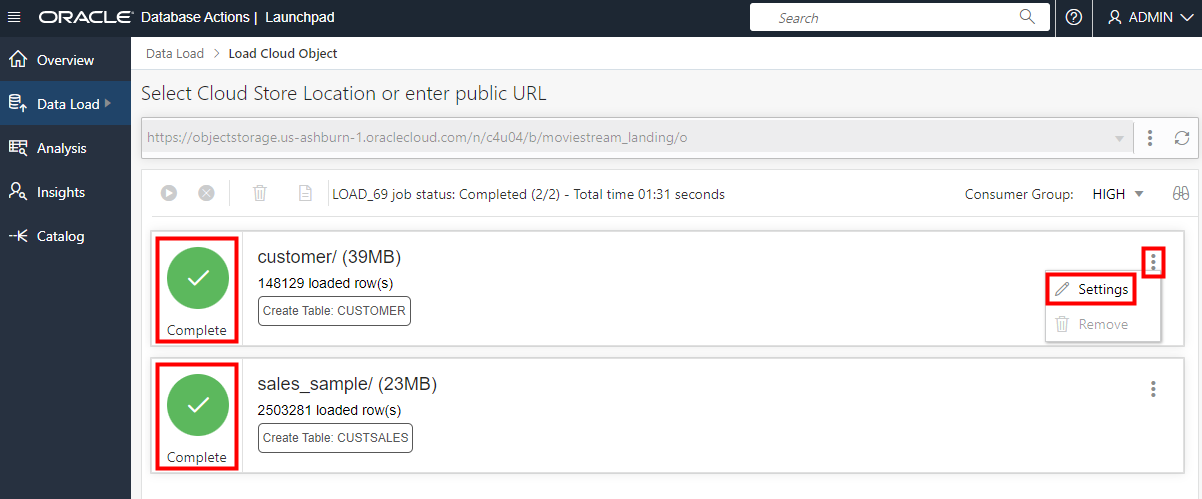 ORACLE Database Actions | Launchpad
Search
ADMIN
Overview
Data Load
Analysis
Insights
Catalog
Data Load > Load Cloud Object
Select Cloud Store Location or enter public URL
https://objectstorage.us-ashburn-1.oraclecloud.com/n/c4u04/b/moviestream_landing/o
LOAD_69 job status: Completed (2/2) - Total time 01:31 seconds
Consumer Group: HIGH
Complete
customer/ (39MB)
148129 loaded row(s)
Create Table: CUSTOMER
Settings
Remove
Complete
sales_sample/ (23MB)
2503281 loaded row(s)
Create Table: CUSTSALES